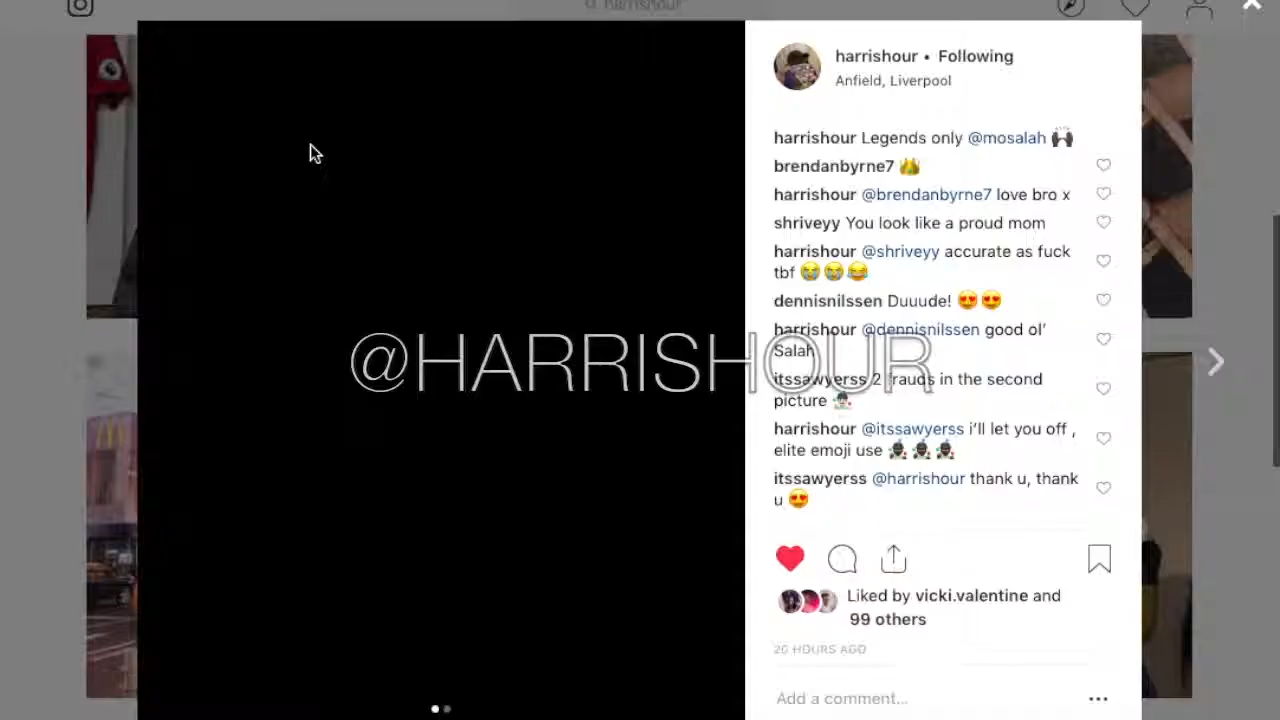 harrishour
harrishour • Following
Anfield, Liverpool
harrishour Legends only @mosalah 🙌🏿
brendanbyrne7 👑
harrishour @brendanbyrne7 love bro x
shriveyy You look like a proud mom
harrishour @shriveyy accurate as fuck
tbf 😭😭😂
dennisnilssen Duuude! 😍😍
harrishour @dennisnilssen good ol'
Salah
@HARRISHOUR
itssawyerss 2 frauds in the second
picture 🤹🏻‍♂️
harrishour @itssawyerss i'll let you off ,
elite emoji use 🤹🏿‍♂️🤹🏿‍♂️🤹🏿‍♂️
itssawyerss @harrishour thank u, thank
u 😍
Liked by vicki.valentine and
99 others
20 HOURS AGO
Add a comment...